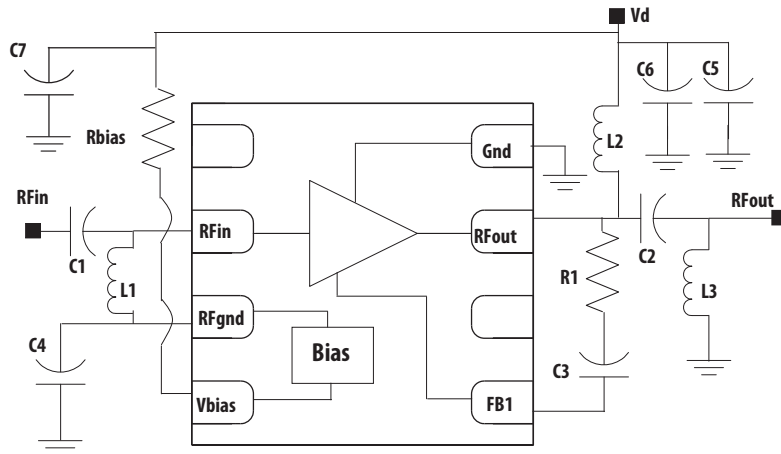 Vd
C7
C6
C5
Rbias
Gnd
L2
RFin
RFout
RFin
RFout
C1
C2
L1
R1
L3
RFgnd
C4
Bias
C3
Vbias
FB1